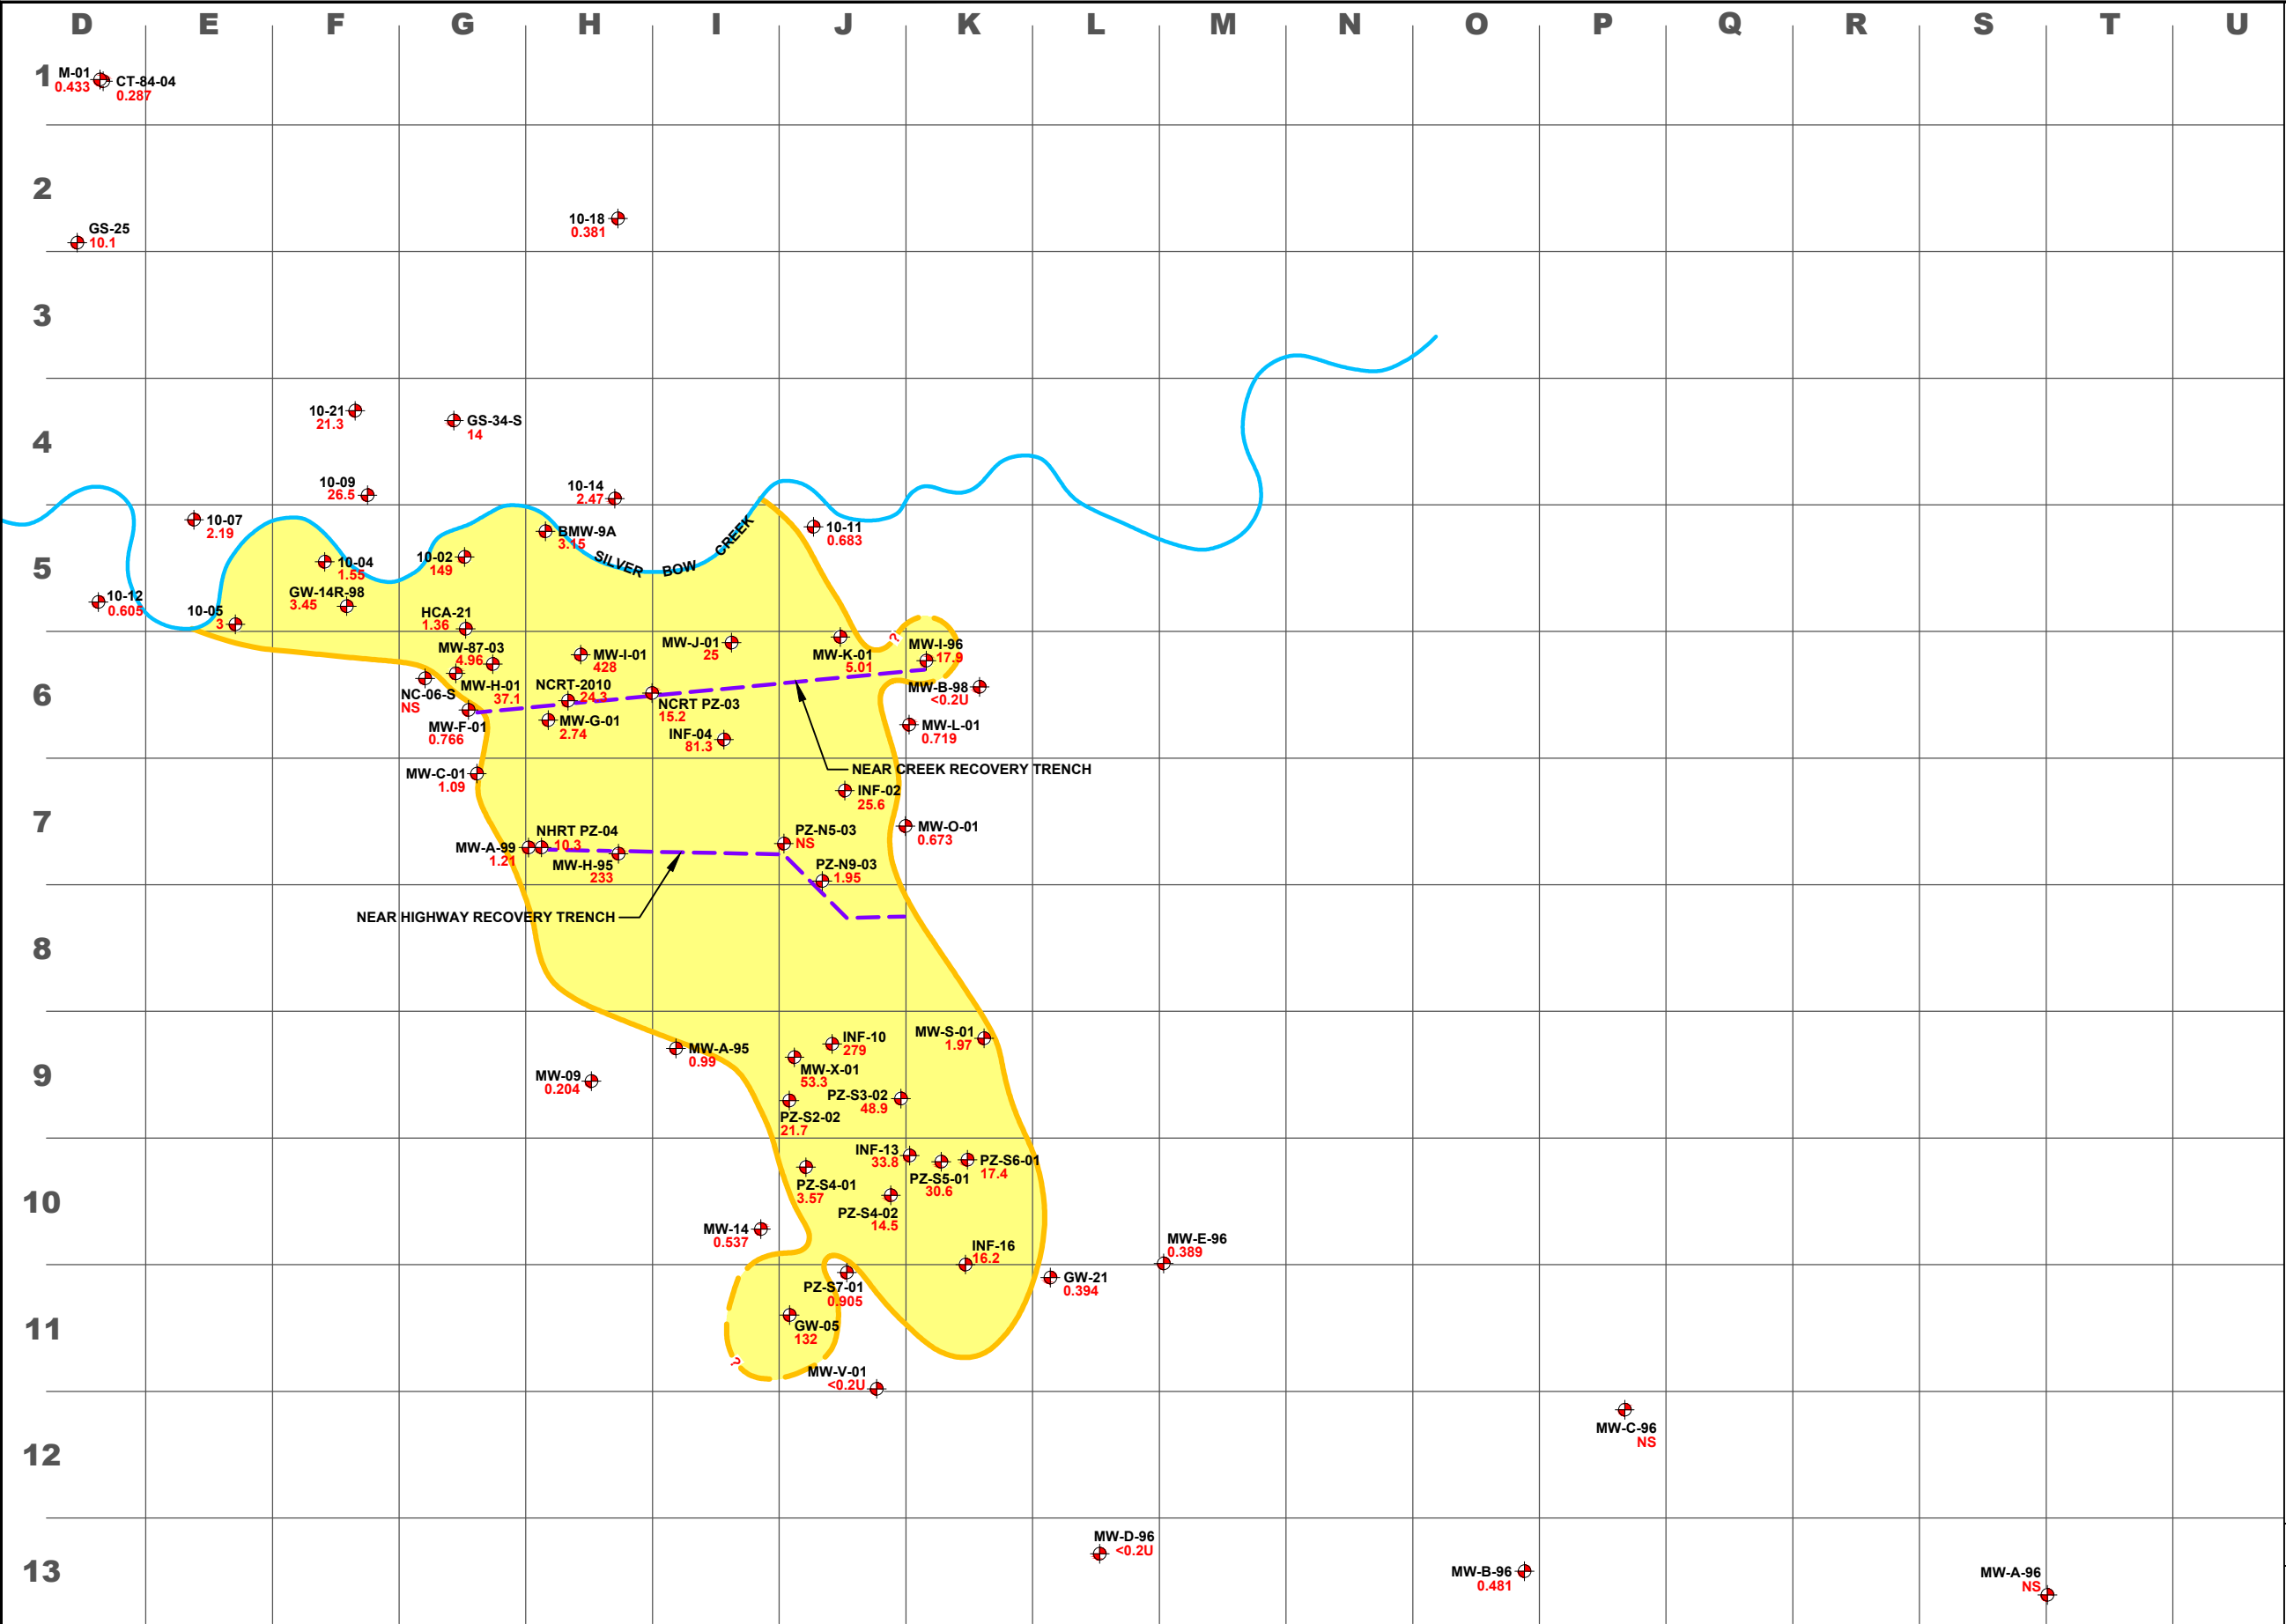 D E F G H I J K L M N O P Q R S T U
1
M-01
0.433
CT-84-04
0.287
2
GS-25
10.1
10-18
0.381
3
4
10-21
21.3
GS-34-S
14
10-09
26.5
10-14
2.47
5
10-07
2.19
10-04
1.55
GW-14R-98
3.45
10-12
0.605
10-05
3
10-02
149
HCA-21
1.36
BMW-9A
3.15
SILVER BOW CREEK
10-11
0.683
6
MW-87-03
4.96
MW-H-01
37.1
NC-06-S
NS
MW-F-01
0.766
MW-I-01
428
NCRT-2010
24.3
MW-G-01
2.74
MW-J-01
25
NCRT PZ-03
15.2
INF-04
81.3
MW-K-01
5.01
?
MW-I-96
17.9
MW-B-98
<0.2U
MW-L-01
0.719
NEAR CREEK RECOVERY TRENCH
7
MW-C-01
1.09
INF-02
25.6
MW-O-01
0.673
MW-A-99
1.21
NHRT PZ-04
10.3
MW-H-95
233
PZ-N5-03
NS
PZ-N9-03
1.95
NEAR HIGHWAY RECOVERY TRENCH
8
9
MW-A-95
0.99
MW-09
0.204
INF-10
279
MW-X-01
53.3
MW-S-01
1.97
PZ-S3-02
48.9
PZ-S2-02
21.7
10
INF-13
33.8
PZ-S5-01
30.6
PZ-S6-01
17.4
PZ-S4-01
3.57
PZ-S4-02
14.5
MW-14
0.537
INF-16
16.2
MW-E-96
0.389
11
GW-21
0.394
PZ-S7-01
0.905
GW-05
132
?
MW-V-01
<0.2U
12
MW-C-96
NS
13
MW-D-96
<0.2U
MW-B-96
0.481
MW-A-96
NS